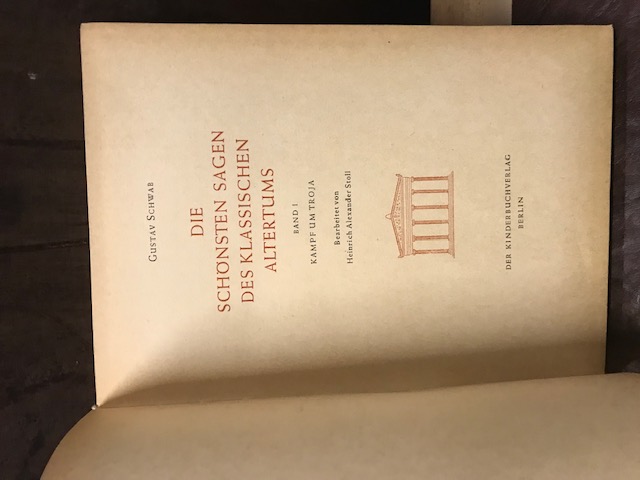 GUSTAV SCHWAB
DIE
SCHÖNSTEN SAGEN
DES KLASSISCHEN
ALTERTUMS
BAND I
KAMPF UM TROJA
Bearbeitet von
Heinrich Alexander Stoll
DER KINDERBUCHVERLAG
BERLIN